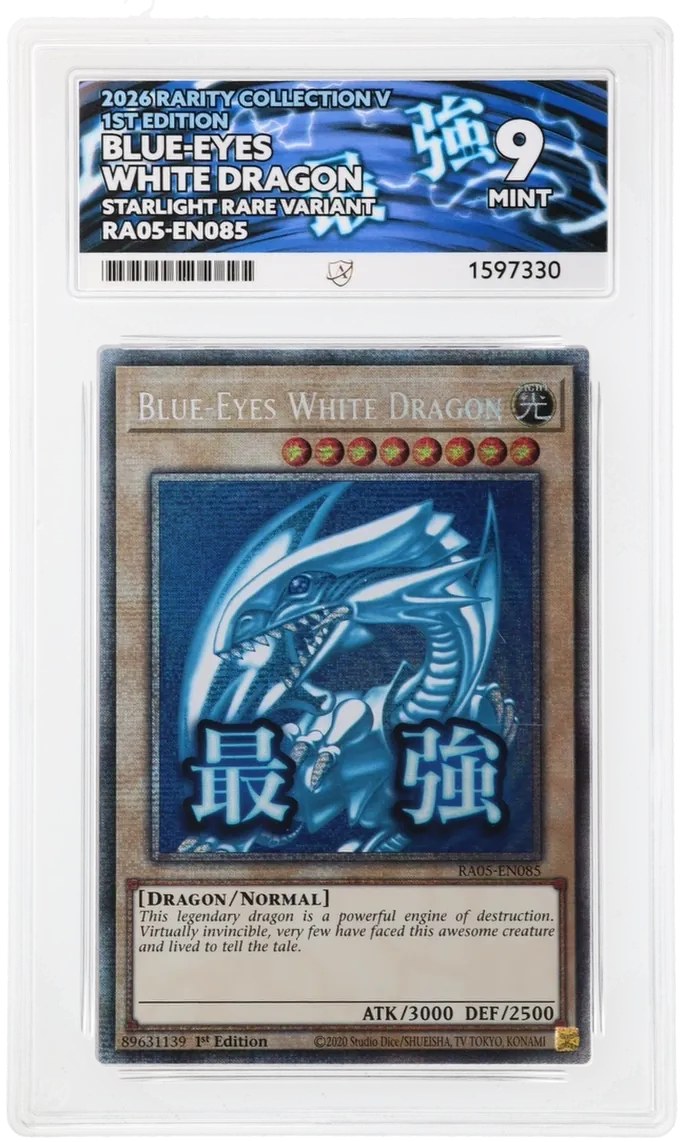 2026 RARITY COLLECTION V
1ST EDITION
BLUE-EYES
WHITE DRAGON
STARLIGHT RARE VARIANT
RA05-EN085
最強
9
MINT
1597330
BLUE-EYES WHITE DRAGON
LIGHT
光
最強
RA05-EN085
[DRAGON/NORMAL]
This legendary dragon is a powerful engine of destruction.
Virtually invincible, very few have faced this awesome creature
and lived to tell the tale.
ATK/3000 DEF/2500
89631139 1st Edition ©2020 Studio Dice/SHUEISHA, TV TOKYO, KONAMI